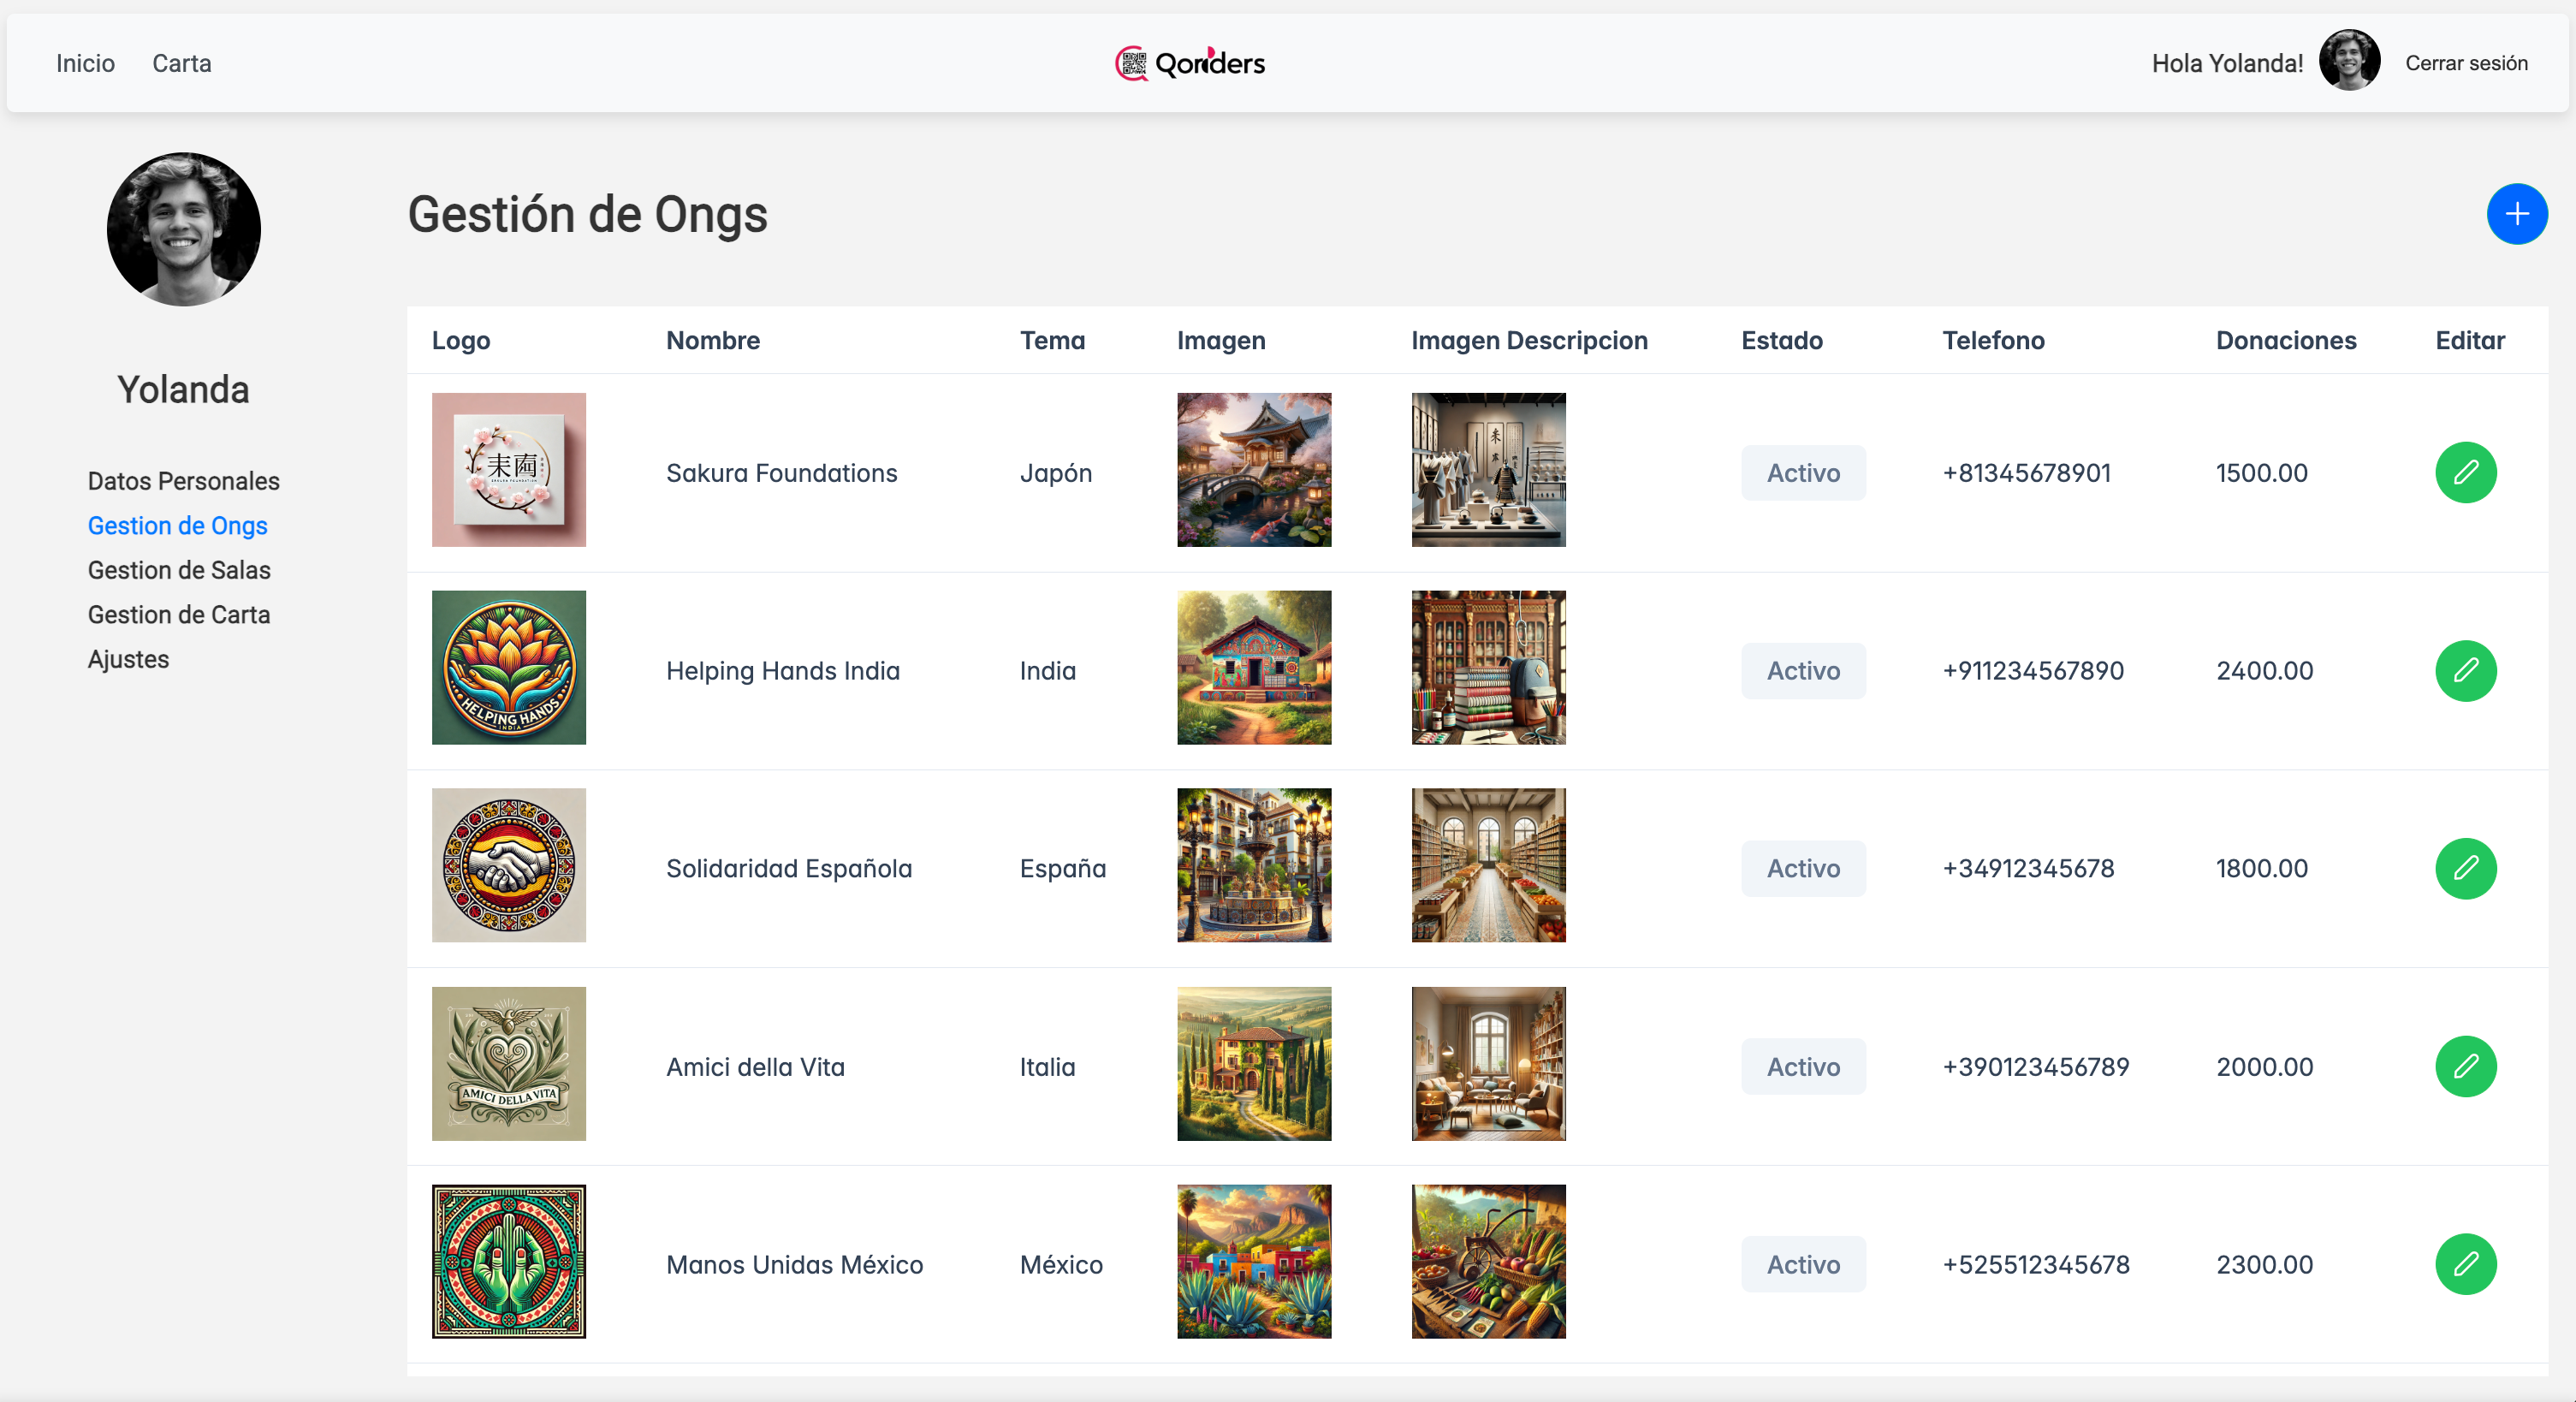 Inicio Carta Qorders Hola Yolanda! Cerrar sesión
Gestión de Ongs
Yolanda
Datos Personales
Gestion de Ongs
Gestion de Salas
Gestion de Carta
Ajustes
Logo Nombre Tema Imagen Imagen Descripcion Estado Telefono Donaciones Editar
SAKURA FOUNDATION
Sakura Foundations Japón Activo +81345678901 1500.00
HELPING HANDS
INDIA
Helping Hands India India Activo +911234567890 2400.00
Solidaridad Española España Activo +34912345678 1800.00
AMICI DELLA VITA
Amici della Vita Italia Activo +390123456789 2000.00
Manos Unidas México México Activo +525512345678 2300.00